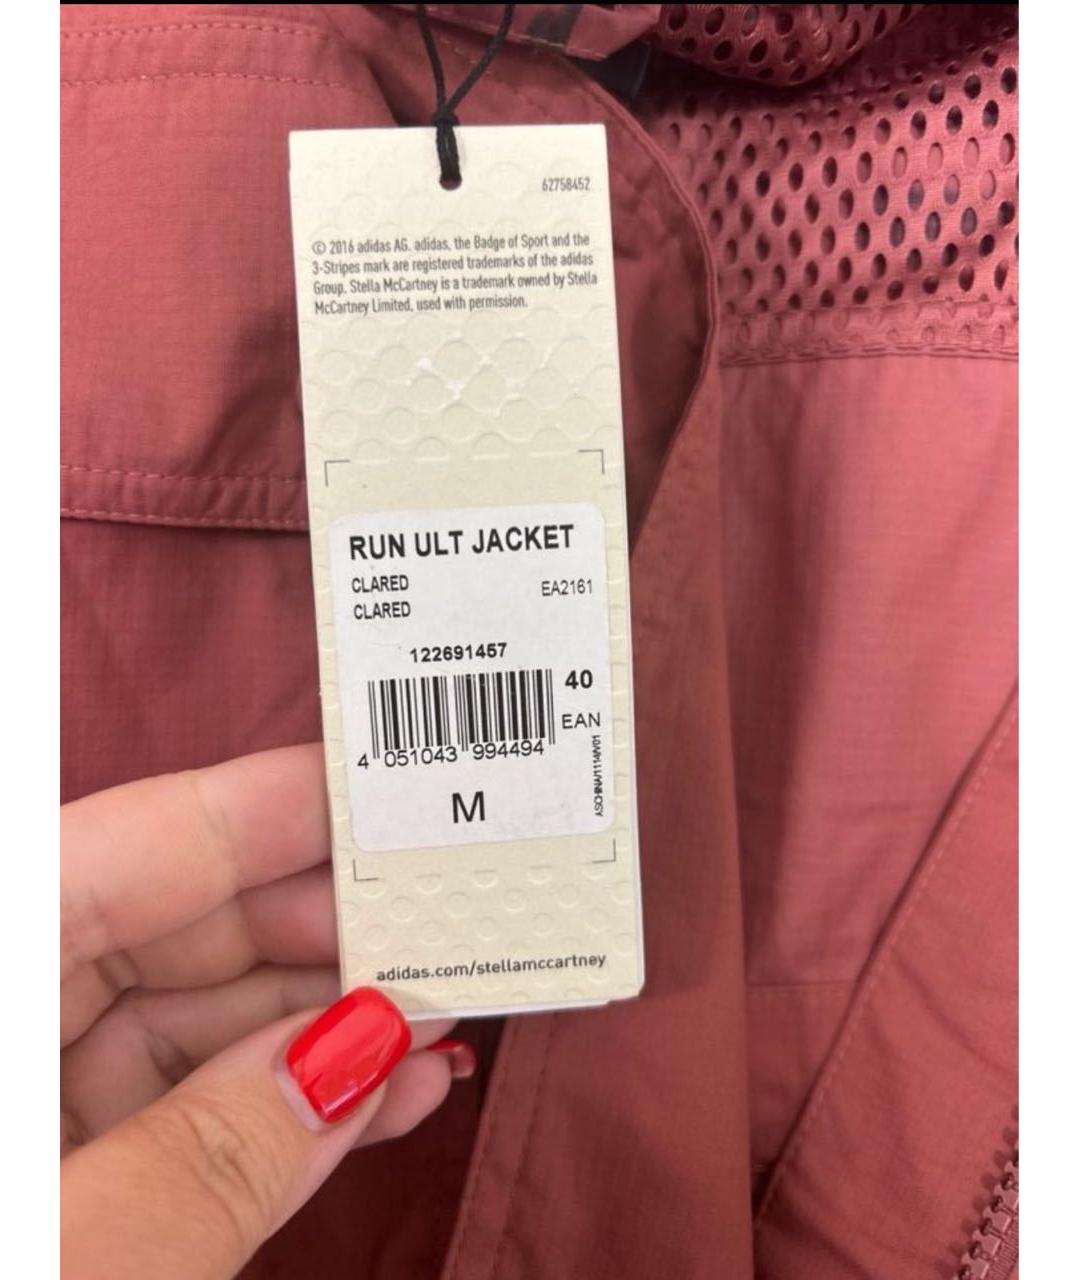 62758452
© 2016 adidas AG. adidas, the Badge of Sport and the
3-Stripes mark are registered trademarks of the adidas
Group. Stella McCartney is a trademark owned by Stella
McCartney Limited, used with permission.
RUN ULT JACKET
CLARED EA2161
CLARED
122691457
40
EAN
4 051043 994494
M
adidas.com/stellamccartney